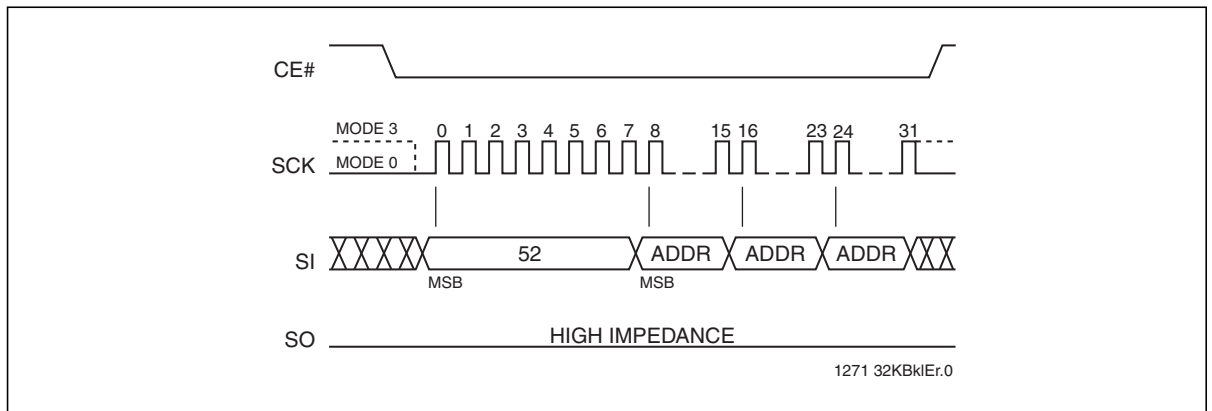 CE#
MODE 3
0 1 2 3 4 5 6 7 8 15 16 23 24 31
SCK
MODE 0
SI
52
ADDR
ADDR
ADDR
MSB
MSB
SO
HIGH IMPEDANCE
1271 32KBklEr.0